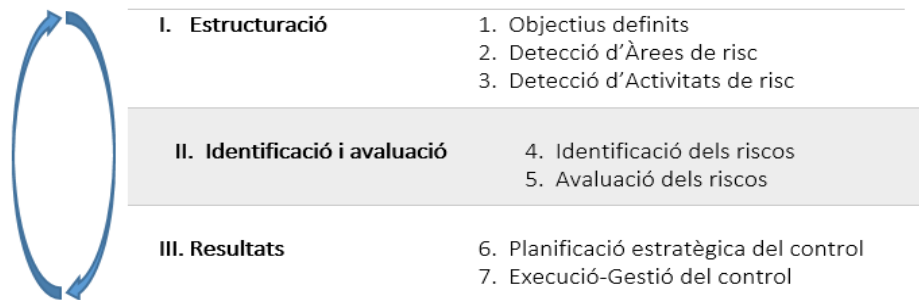 I. Estructuració 1. Objectius definits
2. Detecció d'Àrees de risc
3. Detecció d'Activitats de risc
II. Identificació i avaluació 4. Identificació dels riscos
5. Avaluació dels riscos
III. Resultats 6. Planificació estratègica del control
7. Execució-Gestió del control